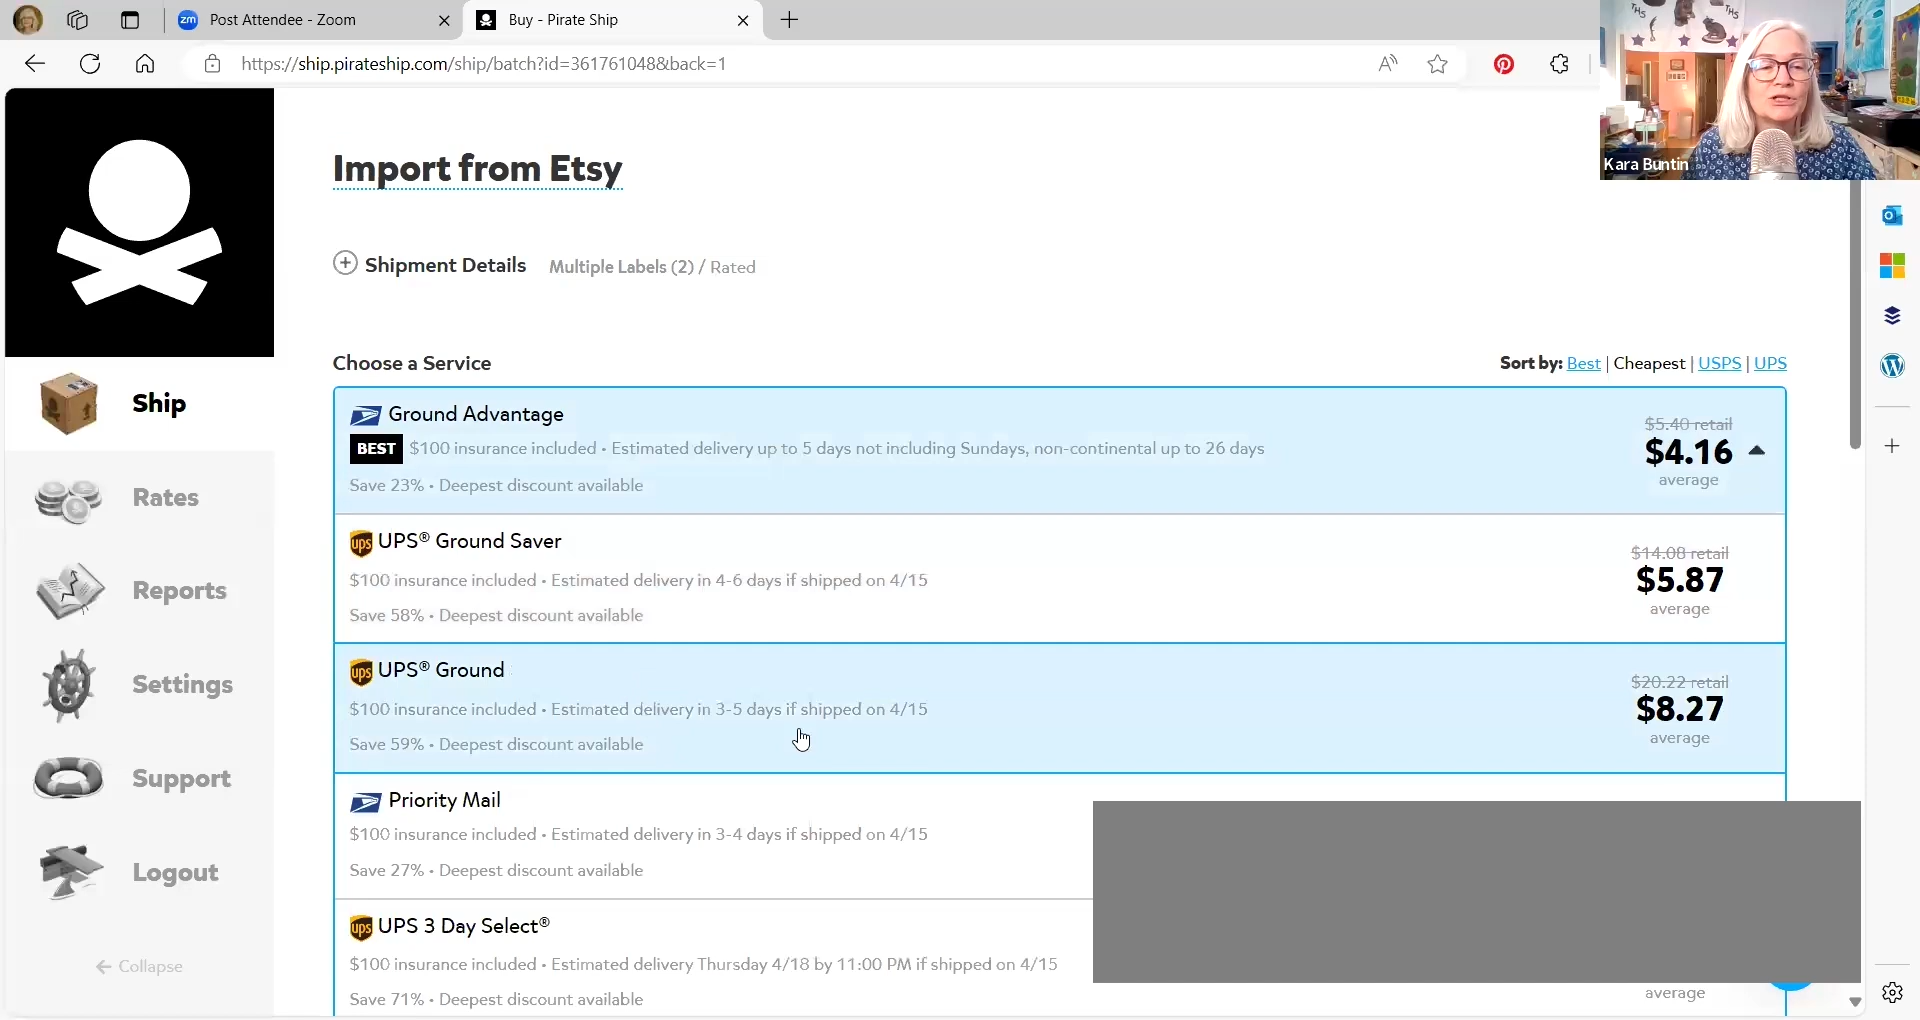 Post Attendee - Zoom
Buy - Pirate Ship
https://ship.pirateship.com/ship/batch?id=361761048&back=1
THS
THS
Kara Buntin
Import from Etsy
Shipment Details Multiple Labels (2) / Rated
Choose a Service
Sort by: Best | Cheapest | USPS | UPS
Ground Advantage
BEST $100 insurance included • Estimated delivery up to 5 days not including Sundays, non-continental up to 26 days
Save 23% • Deepest discount available
$5.40 retail
$4.16
average
ups UPS® Ground Saver
$100 insurance included • Estimated delivery in 4-6 days if shipped on 4/15
Save 58% • Deepest discount available
$14.08 retail
$5.87
average
ups UPS® Ground
$100 insurance included • Estimated delivery in 3-5 days if shipped on 4/15
Save 59% • Deepest discount available
$20.22 retail
$8.27
average
Priority Mail
$100 insurance included • Estimated delivery in 3-4 days if shipped on 4/15
Save 27% • Deepest discount available
ups UPS 3 Day Select®
$100 insurance included • Estimated delivery Thursday 4/18 by 11:00 PM if shipped on 4/15
Save 71% • Deepest discount available
average
Ship
Rates
Reports
Settings
Support
Logout
Collapse